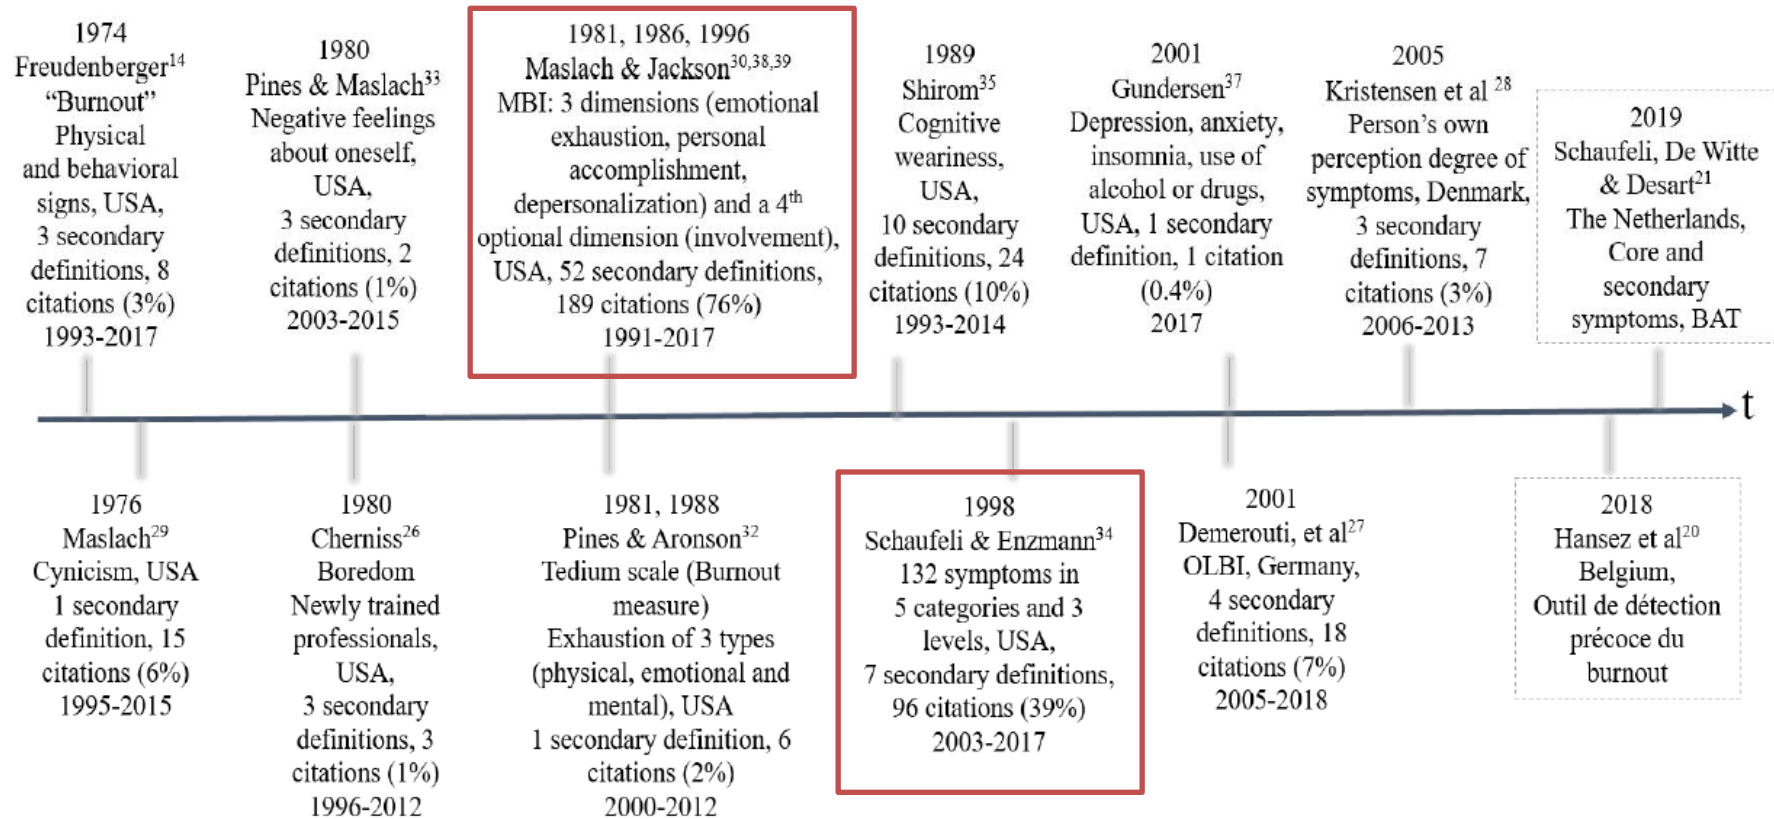 1974
Freudenberger14
“Burnout”
Physical
and behavioral
signs, USA,
3 secondary
definitions, 8
citations (3%)
1993-2017
1980
Pines & Maslach33
Negative feelings
about oneself,
USA,
3 secondary
definitions, 2
citations (1%)
2003-2015
1981, 1986, 1996
Maslach & Jackson30,38,39
MBI: 3 dimensions (emotional
exhaustion, personal
accomplishment,
depersonalization) and a 4th
optional dimension (involvement),
USA, 52 secondary definitions,
189 citations (76%)
1991-2017
1989
Shirom35
Cognitive
weariness,
USA,
10 secondary
definitions, 24
citations (10%)
1993-2014
2001
Gundersen37
Depression, anxiety,
insomnia, use of
alcohol or drugs,
USA, 1 secondary
definition, 1 citation
(0.4%)
2017
2005
Kristensen et al 28
Person’s own
perception degree of
symptoms, Denmark,
3 secondary
definitions, 7
citations (3%)
2006-2013
2019
Schaufeli, De Witte
& Desart21
The Netherlands,
Core and
secondary
symptoms, BAT
t
1976
Maslach29
Cynicism, USA
1 secondary
definition, 15
citations (6%)
1995-2015
1980
Cherniss26
Boredom
Newly trained
professionals,
USA,
3 secondary
definitions, 3
citations (1%)
1996-2012
1981, 1988
Pines & Aronson32
Tedium scale (Burnout
measure)
Exhaustion of 3 types
(physical, emotional and
mental), USA
1 secondary definition, 6
citations (2%)
2000-2012
1998
Schaufeli & Enzmann34
132 symptoms in
5 categories and 3
levels, USA,
7 secondary definitions,
96 citations (39%)
2003-2017
2001
Demerouti, et al27
OLBI, Germany,
4 secondary
definitions, 18
citations (7%)
2005-2018
2018
Hansez et al20
Belgium,
Outil de détection
précoce du
burnout